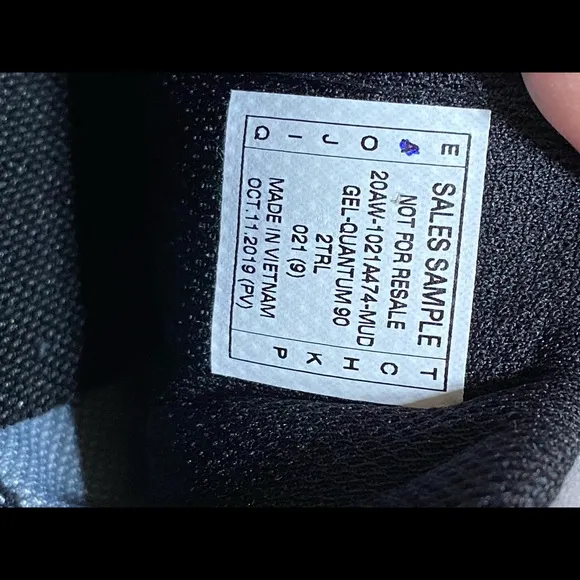 E SALES SAMPLE T
NOT FOR RESALE C
O 20AW-1021A474-MUD H
GEL-QUANTUM 90
J 2TRL K
I 021 (9) P
Q MADE IN VIETNAM
OCT.11.2019 (PV)